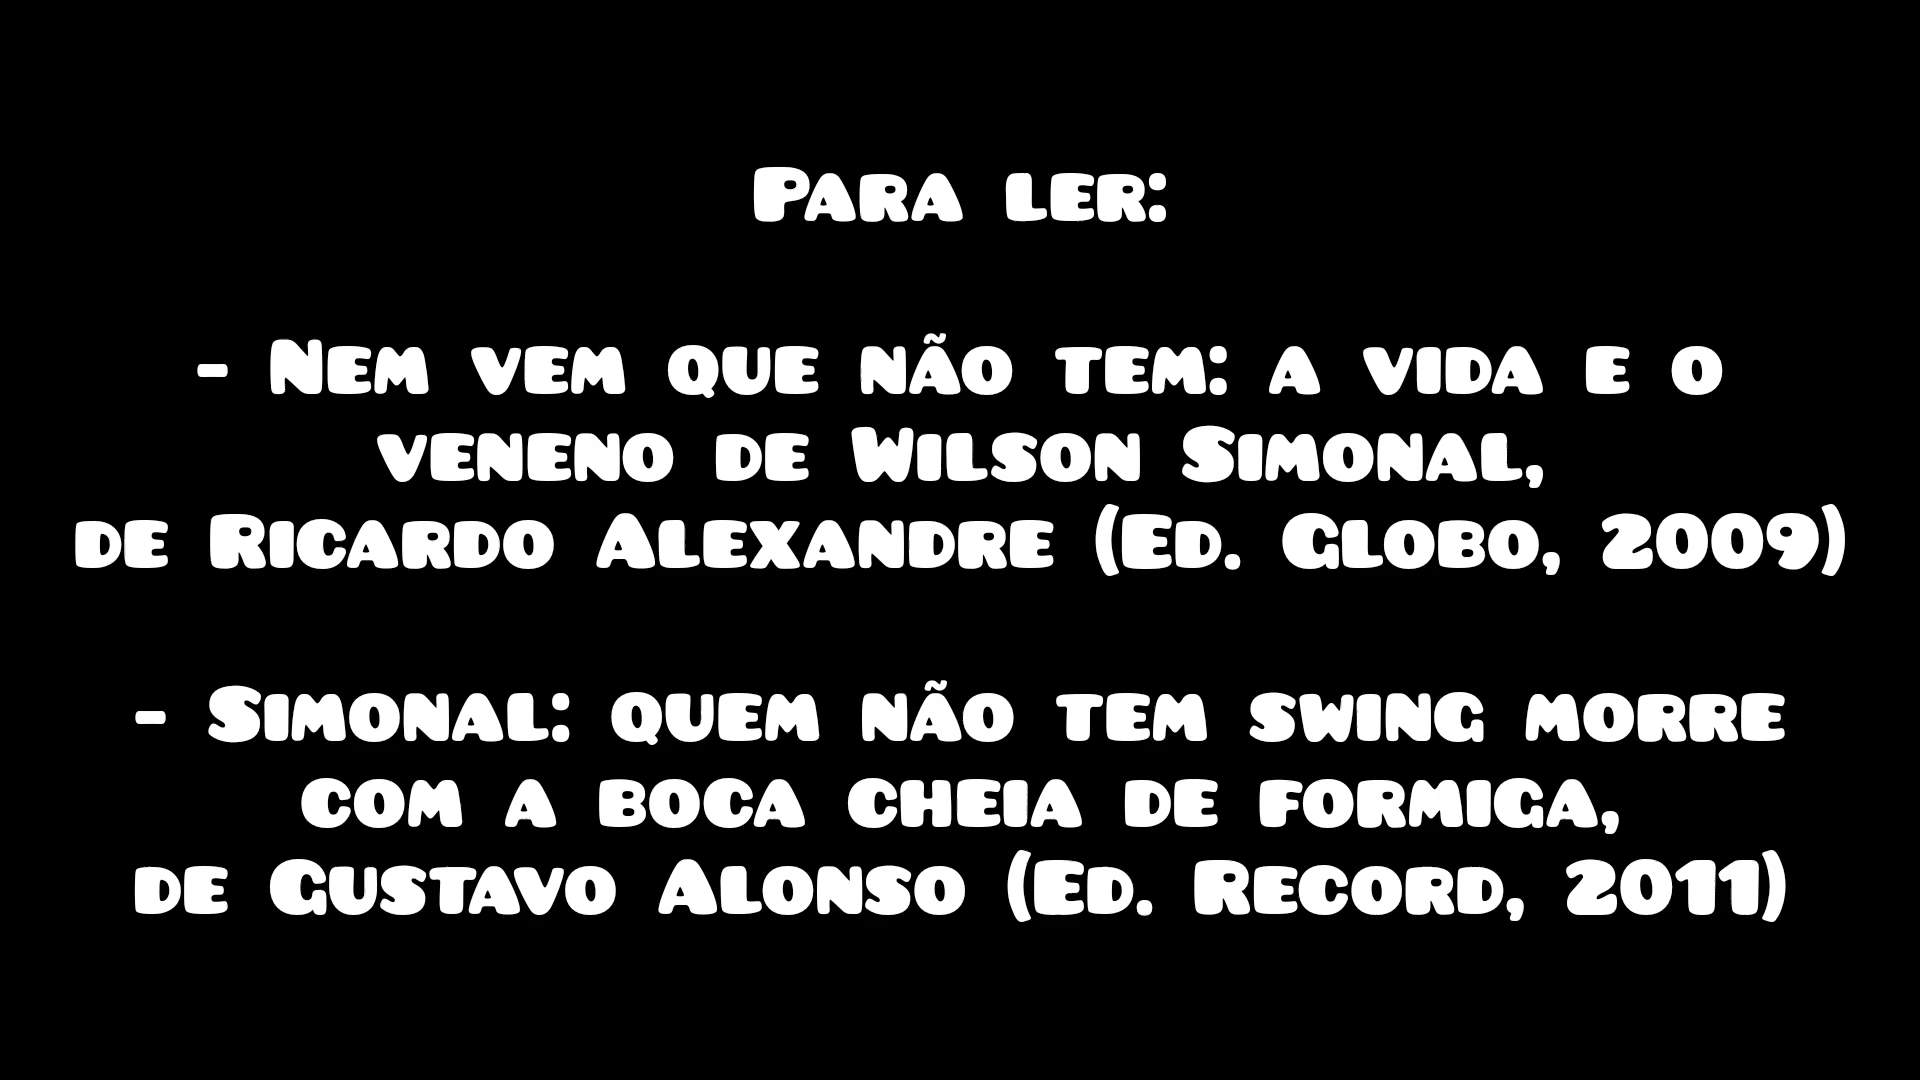 Para ler:
- Nem vem que não tem: a vida e o
veneno de Wilson Simonal,
de Ricardo Alexandre (Ed. Globo, 2009)
- Simonal: quem não tem swing morre
com a boca cheia de formiga,
de Gustavo Alonso (Ed. Record, 2011)